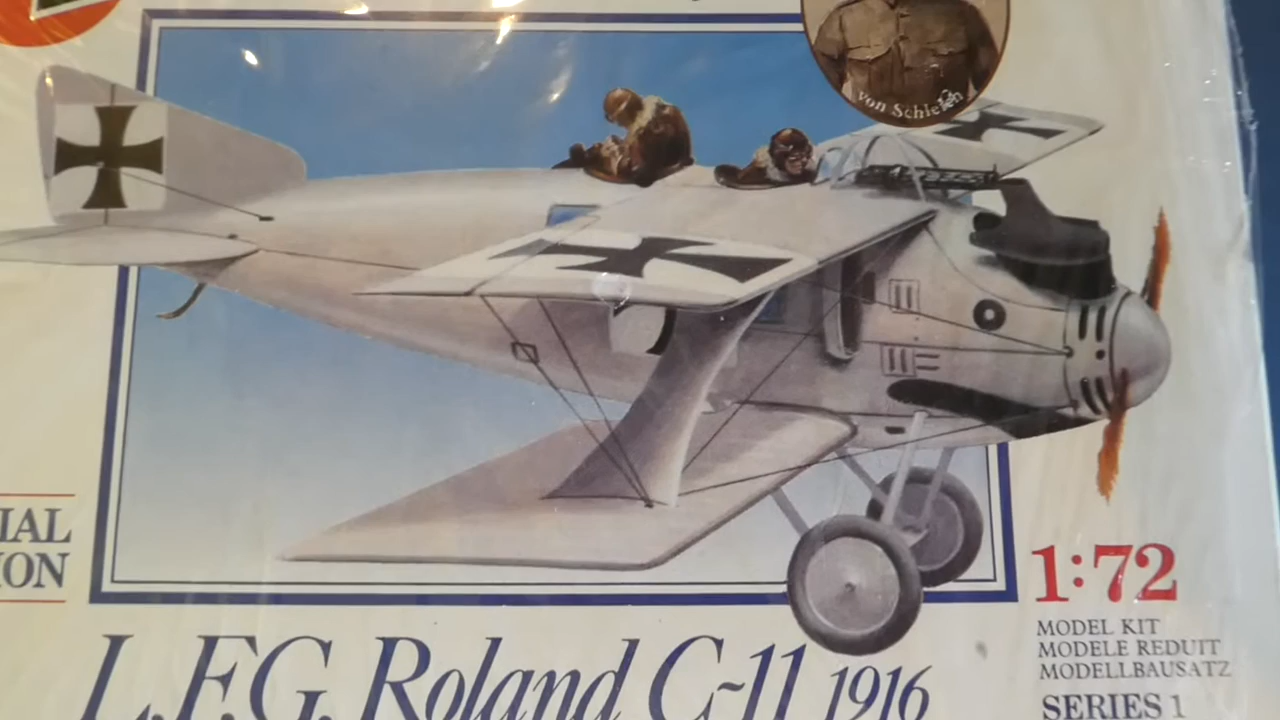 von Schleich
IAL
ION
1:72
MODEL KIT
MODELE REDUIT
MODELLBAUSATZ
SERIES 1
L.F.G. Roland C-11 1916